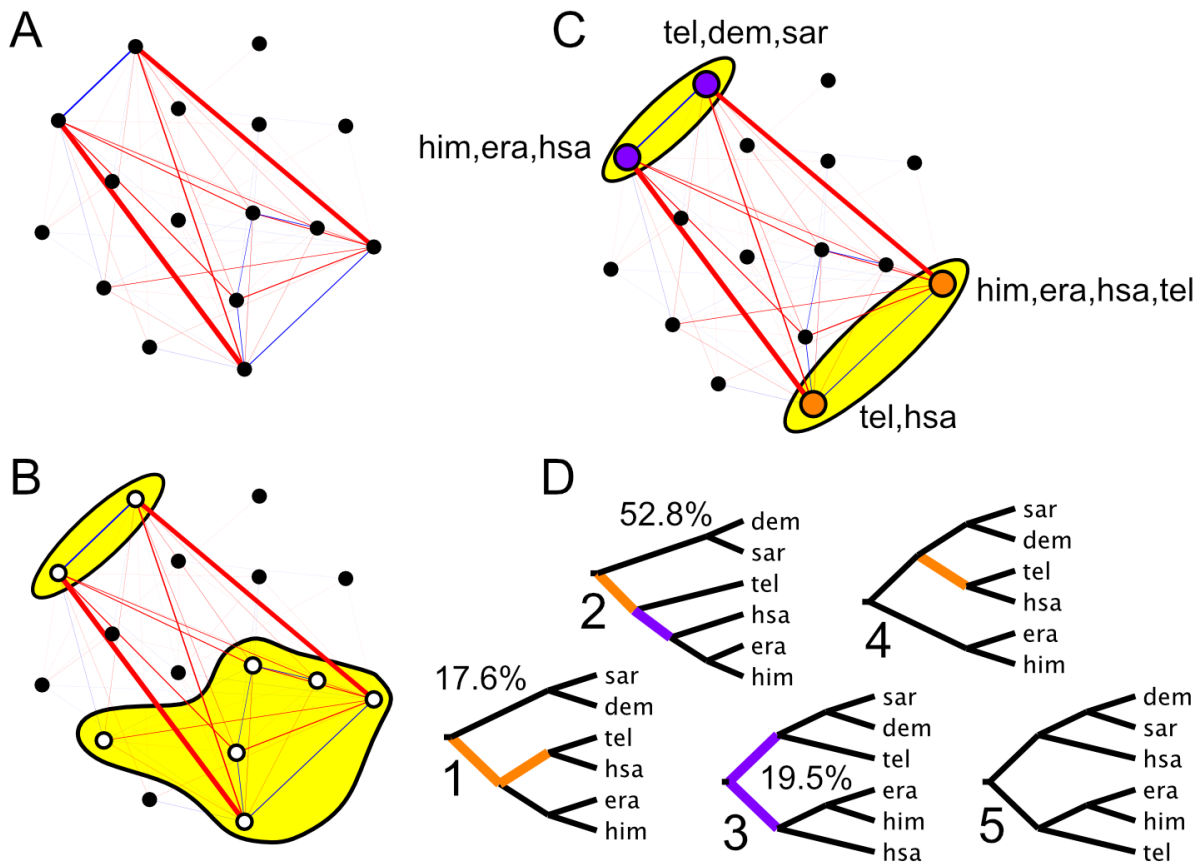 A
C
tel,dem,sar
him,era,hsa
him,era,hsa,tel
tel,hsa
B
D
52.8%
dem
sar
tel
hsa
era
him
2
sar
dem
tel
hsa
era
him
4
17.6%
sar
dem
tel
hsa
era
him
1
sar
dem
tel
19.5%
era
him
hsa
3
dem
sar
hsa
era
him
tel
5